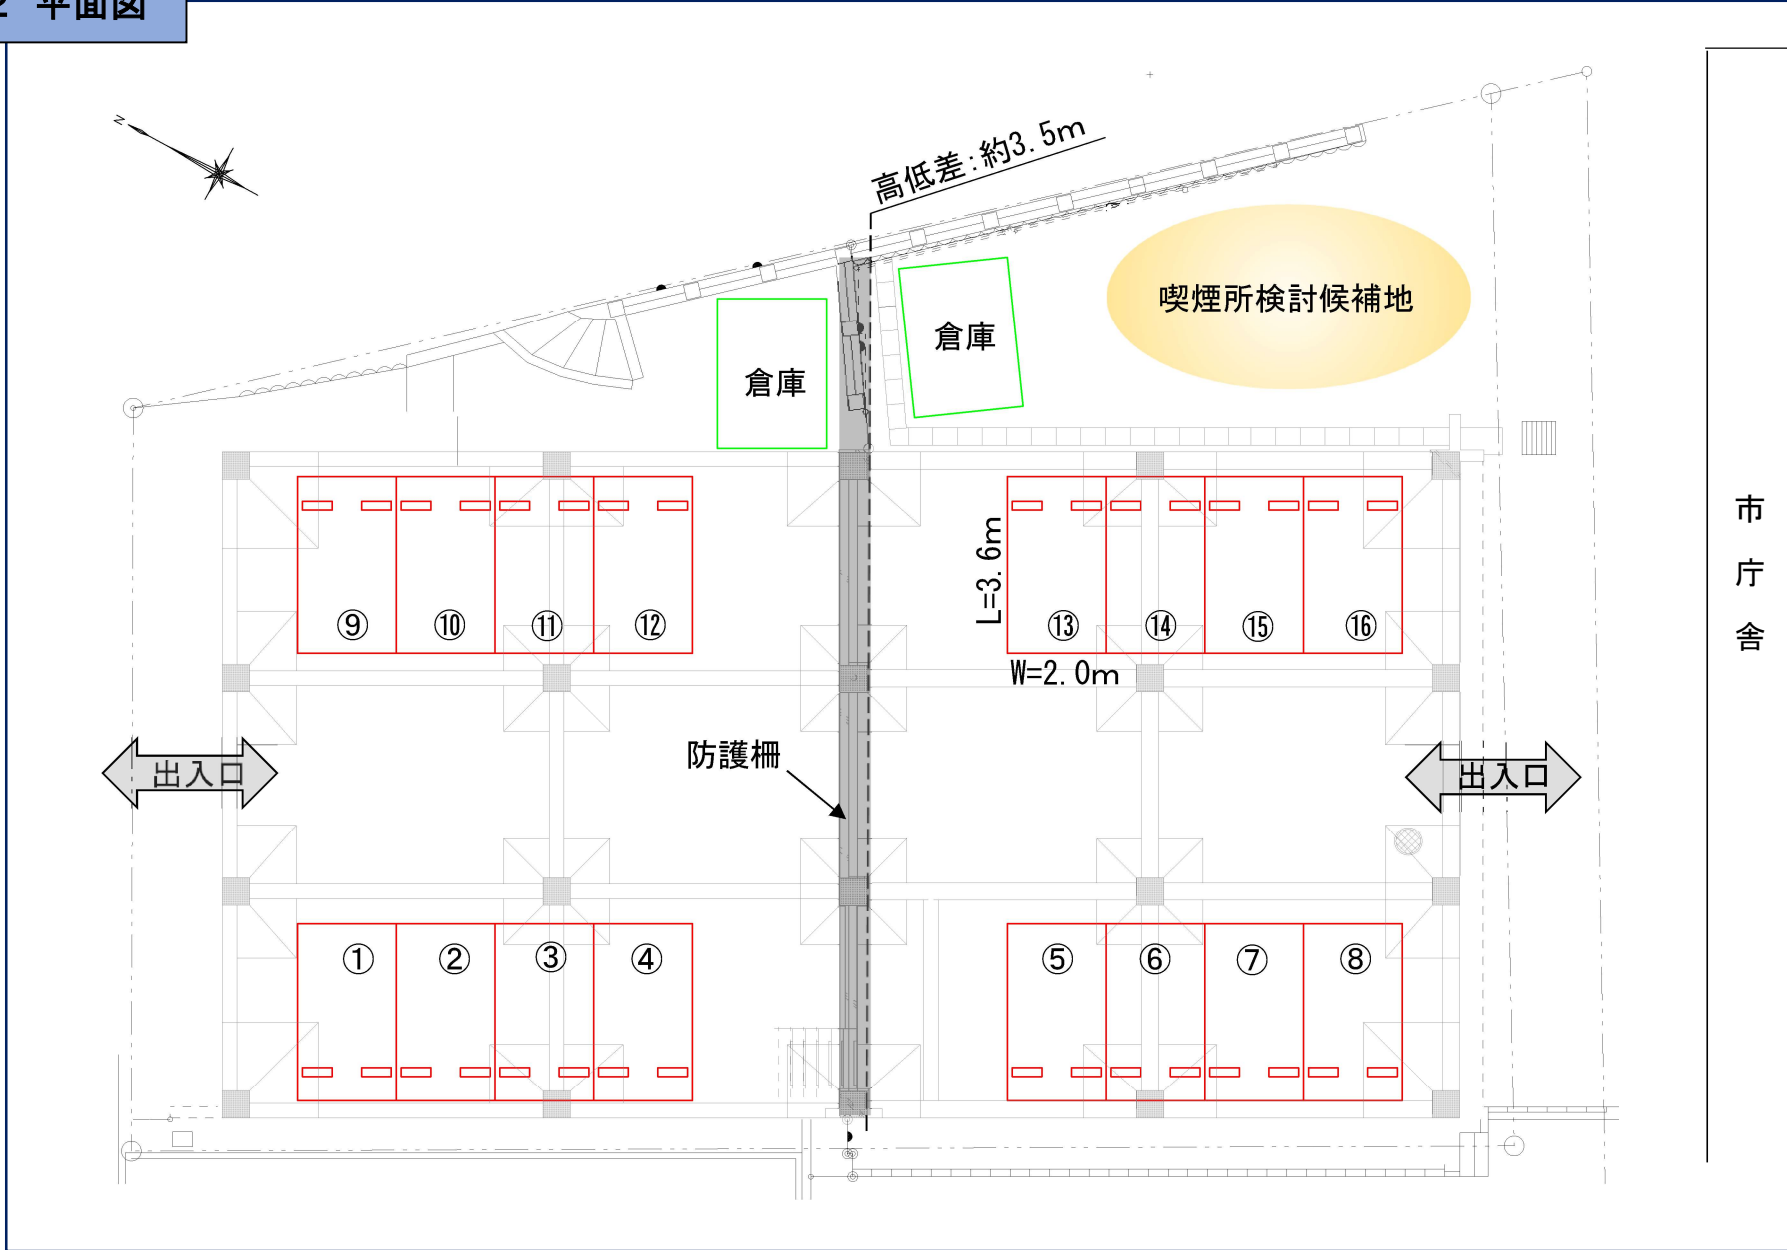 2 平面図
N
高低差:約3.5m
喫煙所検討候補地
倉庫
倉庫
市庁舎
L=3.6m
⑨ ⑩ ⑪ ⑫ ⑬ ⑭ ⑮ ⑯
W=2.0m
防護柵
出入口
出入口
① ② ③ ④ ⑤ ⑥ ⑦ ⑧